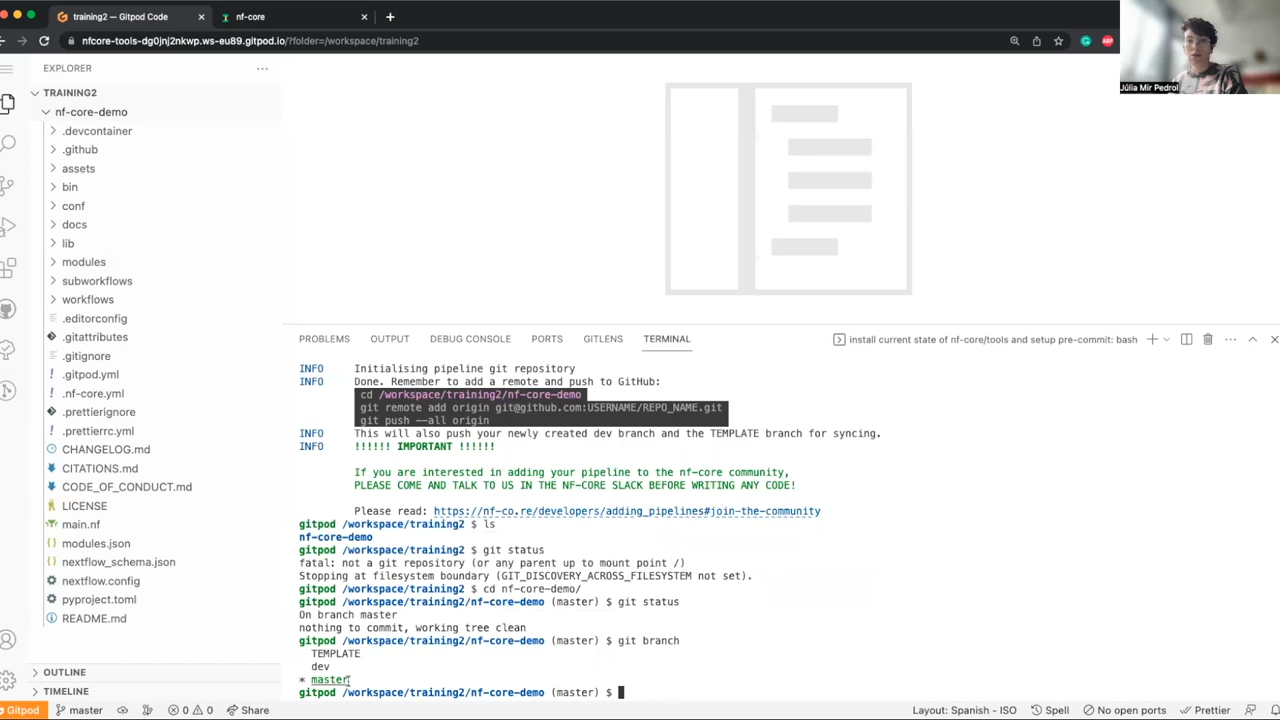 training2 — Gitpod Code
nf-core
nfcore-tools-dg0jnj2nkwp.ws-eu89.gitpod.io/?folder=/workspace/training2
Júlia Mir Pedrol
EXPLORER
TRAINING2
nf-core-demo
.devcontainer
.github
assets
bin
conf
docs
lib
modules
subworkflows
workflows
.editorconfig
.gitattributes
.gitignore
.gitpod.yml
.nf-core.yml
.prettierignore
.prettierrc.yml
CHANGELOG.md
CITATIONS.md
CODE_OF_CONDUCT.md
LICENSE
main.nf
modules.json
nextflow_schema.json
nextflow.config
pyproject.toml
README.md
OUTLINE
TIMELINE
PROBLEMS OUTPUT DEBUG CONSOLE PORTS GITLENS TERMINAL
install current state of nf-core/tools and setup pre-commit: bash
INFO Initialising pipeline git repository
INFO Done. Remember to add a remote and push to GitHub:
cd /workspace/training2/nf-core-demo
git remote add origin git@github.com:USERNAME/REPO_NAME.git
git push --all origin
INFO This will also push your newly created dev branch and the TEMPLATE branch for syncing.
INFO !!!!!! IMPORTANT !!!!!!
If you are interested in adding your pipeline to the nf-core community,
PLEASE COME AND TALK TO US IN THE NF-CORE SLACK BEFORE WRITING ANY CODE!
Please read: https://nf-co.re/developers/adding_pipelines#join-the-community
gitpod /workspace/training2 $ ls
nf-core-demo
gitpod /workspace/training2 $ git status
fatal: not a git repository (or any parent up to mount point /)
Stopping at filesystem boundary (GIT_DISCOVERY_ACROSS_FILESYSTEM not set).
gitpod /workspace/training2 $ cd nf-core-demo/
gitpod /workspace/training2/nf-core-demo (master) $ git status
On branch master
nothing to commit, working tree clean
gitpod /workspace/training2/nf-core-demo (master) $ git branch
TEMPLATE
dev
* master
gitpod /workspace/training2/nf-core-demo (master) $
Gitpod master 0 0 Share Layout: Spanish - ISO Spell No open ports Prettier